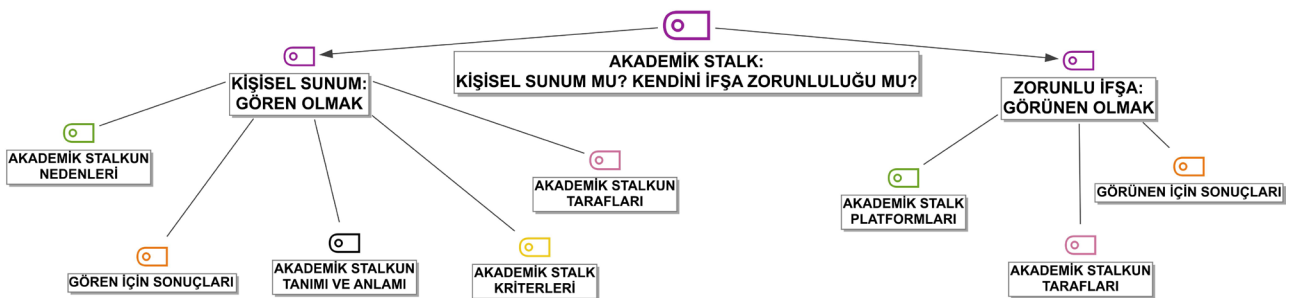 AKADEMİK STALK:
KİŞİSEL SUNUM MU? KENDİNİ İFŞA ZORUNLULUĞU MU?
KİŞİSEL SUNUM:
GÖREN OLMAK
AKADEMİK STALKUN
NEDENLERİ
GÖREN İÇİN SONUÇLARI
AKADEMİK STALKUN
TANIMI VE ANLAMI
AKADEMİK STALK
KRİTERLERİ
AKADEMİK STALKUN
TARAFLARI
ZORUNLU İFŞA:
GÖRÜNEN OLMAK
AKADEMİK STALK
PLATFORMLARI
AKADEMİK STALKUN
TARAFLARI
GÖRÜNEN İÇİN SONUÇLARI